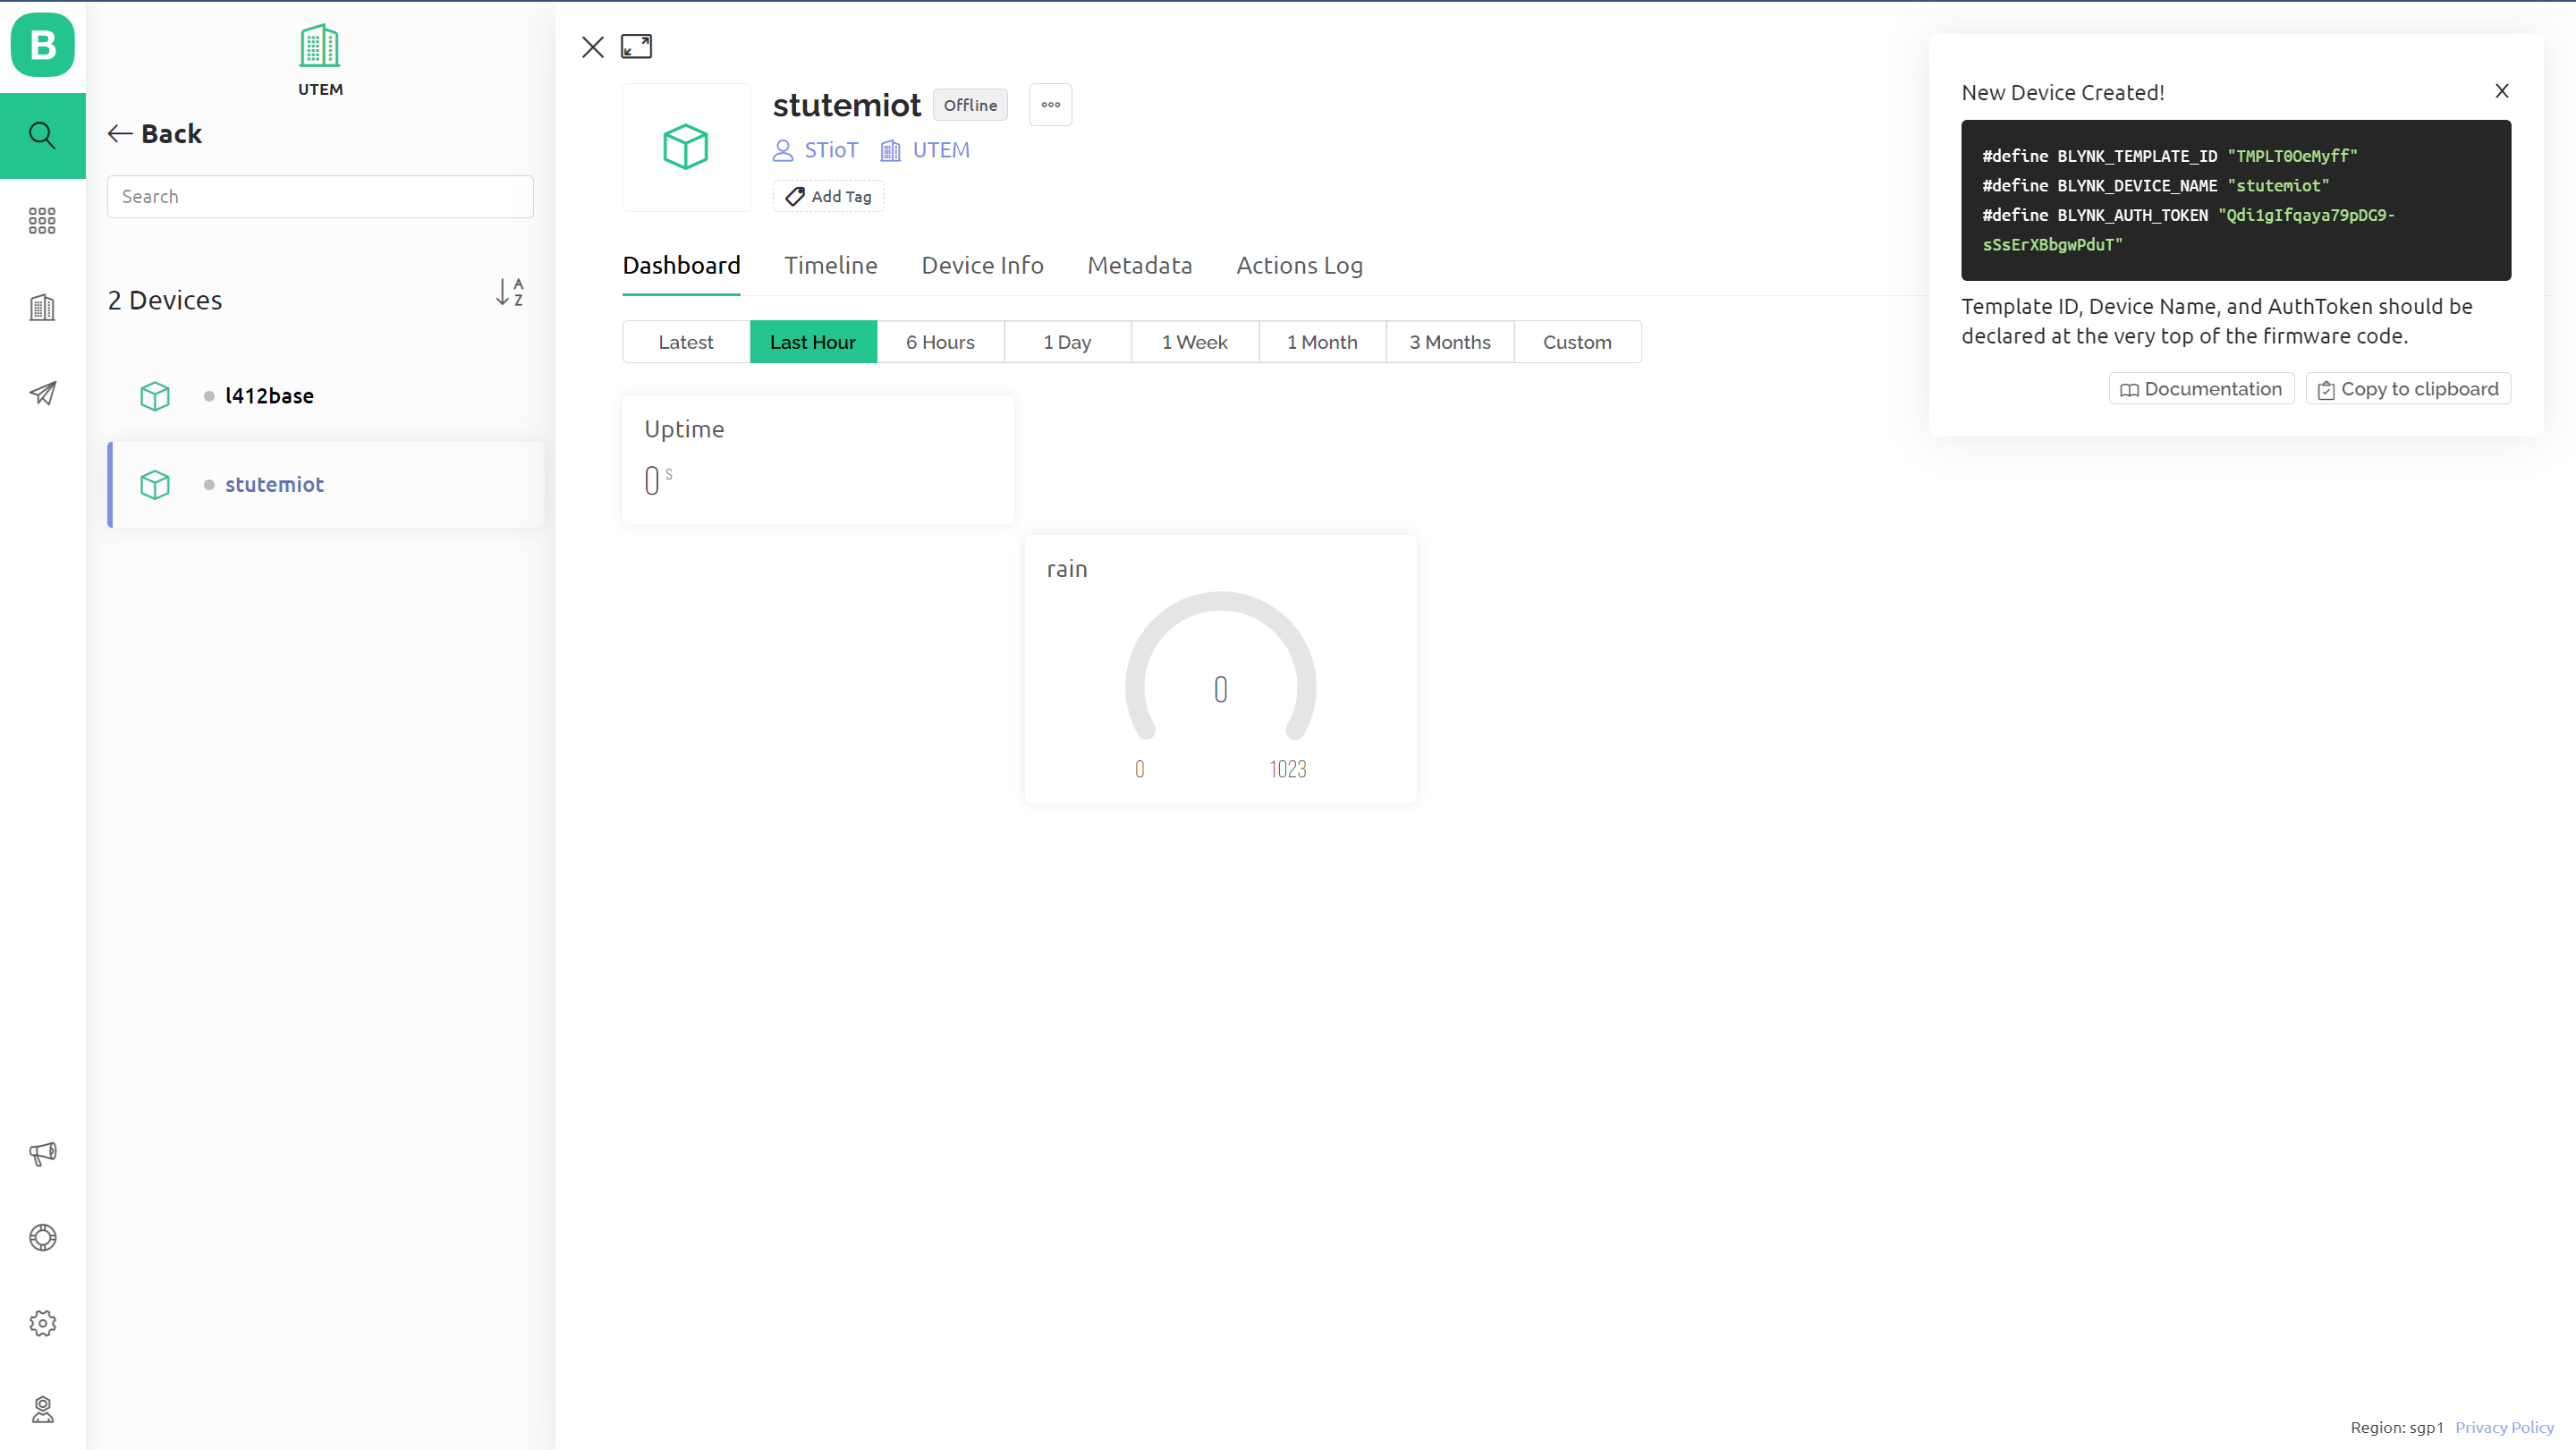 B
UTEM
Back
Search
2 Devices
A
Z
l412base
stutemiot
stutemiot
Offline
STioT
UTEM
Add Tag
Dashboard
Timeline
Device Info
Metadata
Actions Log
Latest
Last Hour
6 Hours
1 Day
1 Week
1 Month
3 Months
Custom
Uptime
0 s
rain
0
0
1023
New Device Created!
#define BLYNK_TEMPLATE_ID "TMPLT0OeMyff"
#define BLYNK_DEVICE_NAME "stutemiot"
#define BLYNK_AUTH_TOKEN "Qdi1gIfqaya79pDG9-
sSsErXBbgwPduT"
Template ID, Device Name, and AuthToken should be
declared at the very top of the firmware code.
Documentation
Copy to clipboard
Region: sgp1
Privacy Policy